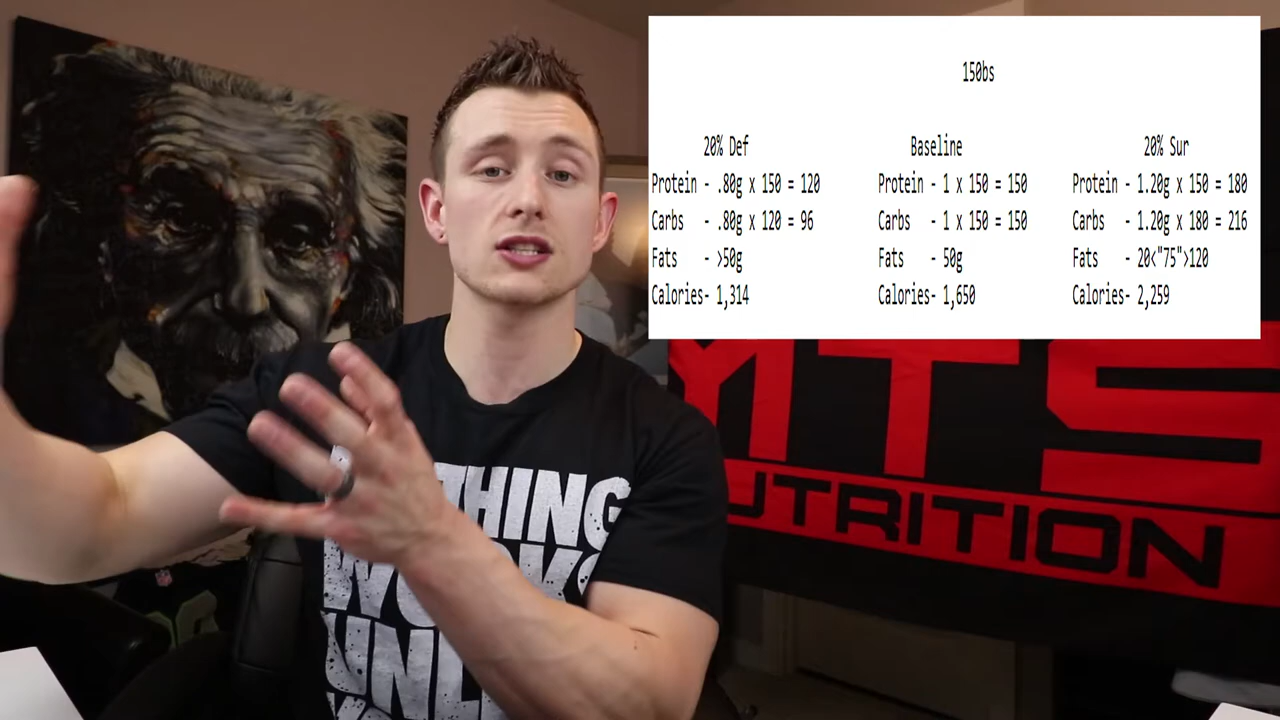 150bs
20% Def Baseline 20% Sur
Protein - .80g x 150 = 120 Protein - 1 x 150 = 150 Protein - 1.20g x 150 = 180
Carbs - .80g x 120 = 96 Carbs - 1 x 150 = 150 Carbs - 1.20g x 180 = 216
Fats - >50g Fats - 50g Fats - 20<"75">120
Calories- 1,314 Calories- 1,650 Calories- 2,259
MTS
NUTRITION